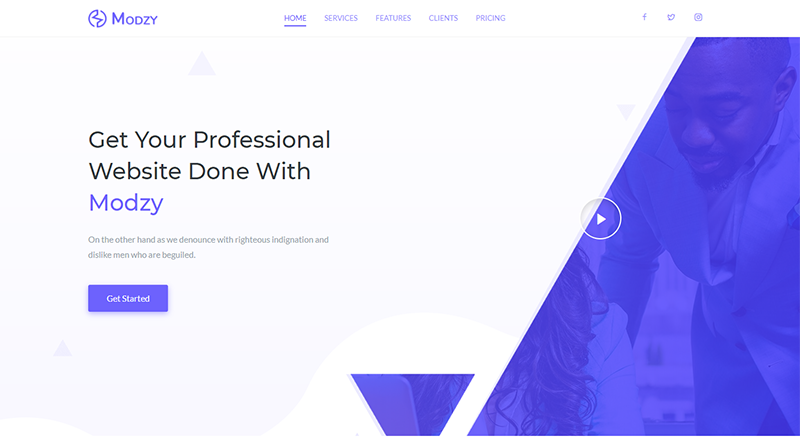 Modzy
HOME SERVICES FEATURES CLIENTS PRICING
Get Your Professional
Website Done With
Modzy
On the other hand as we denounce with righteous indignation and
dislike men who are beguiled.
Get Started